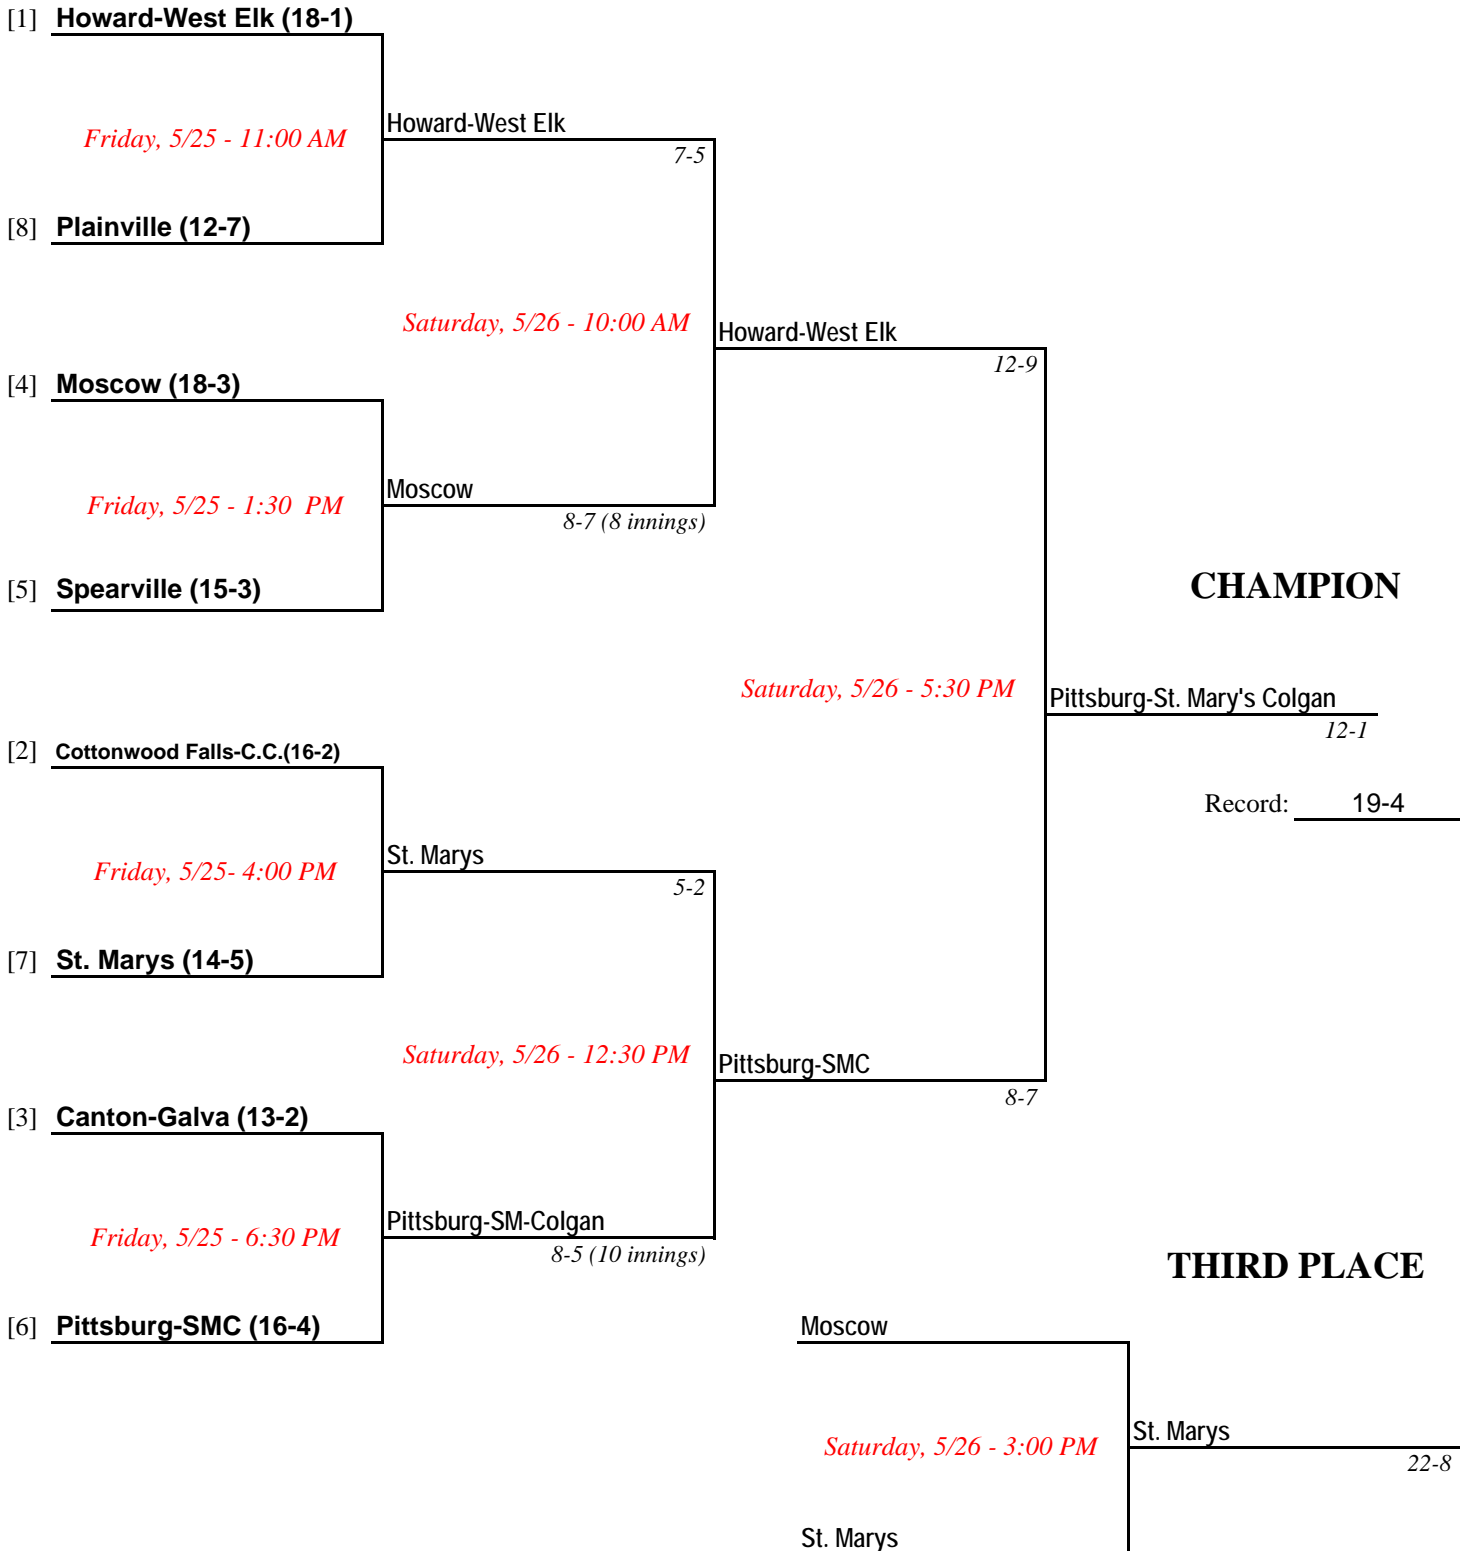 [1] Howard-West Elk (18-1)
Friday, 5/25 - 11:00 AM
Howard-West Elk
7-5
[8] Plainville (12-7)
Saturday, 5/26 - 10:00 AM
Howard-West Elk
12-9
[4] Moscow (18-3)
Friday, 5/25 - 1:30  PM
Moscow
8-7 (8 innings)
[5] Spearville (15-3)
CHAMPION
Saturday, 5/26 - 5:30 PM
Pittsburg-St. Mary's Colgan
12-1
Record: 19-4
[2] Cottonwood Falls-C.C.(16-2)
Friday, 5/25- 4:00 PM
St. Marys
5-2
[7] St. Marys (14-5)
Saturday, 5/26 - 12:30 PM
Pittsburg-SMC
8-7
[3] Canton-Galva (13-2)
Friday, 5/25 - 6:30 PM
Pittsburg-SM-Colgan
8-5 (10 innings)
[6] Pittsburg-SMC (16-4)
THIRD PLACE
Moscow
Saturday, 5/26 - 3:00 PM
St. Marys
22-8
St. Marys